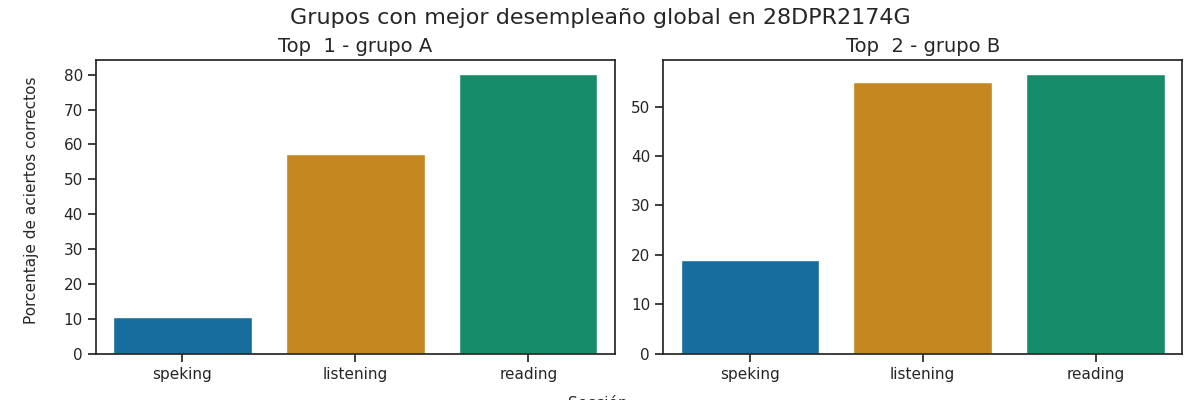 Grupos con mejor desempleaño global en 28DPR2174G
Top  1 - grupo A
Porcentaje de aciertos correctos
80
70
60
50
40
30
20
10
0
speking
listening
reading
Top  2 - grupo B
50
40
30
20
10
0
speking
listening
reading
Sección